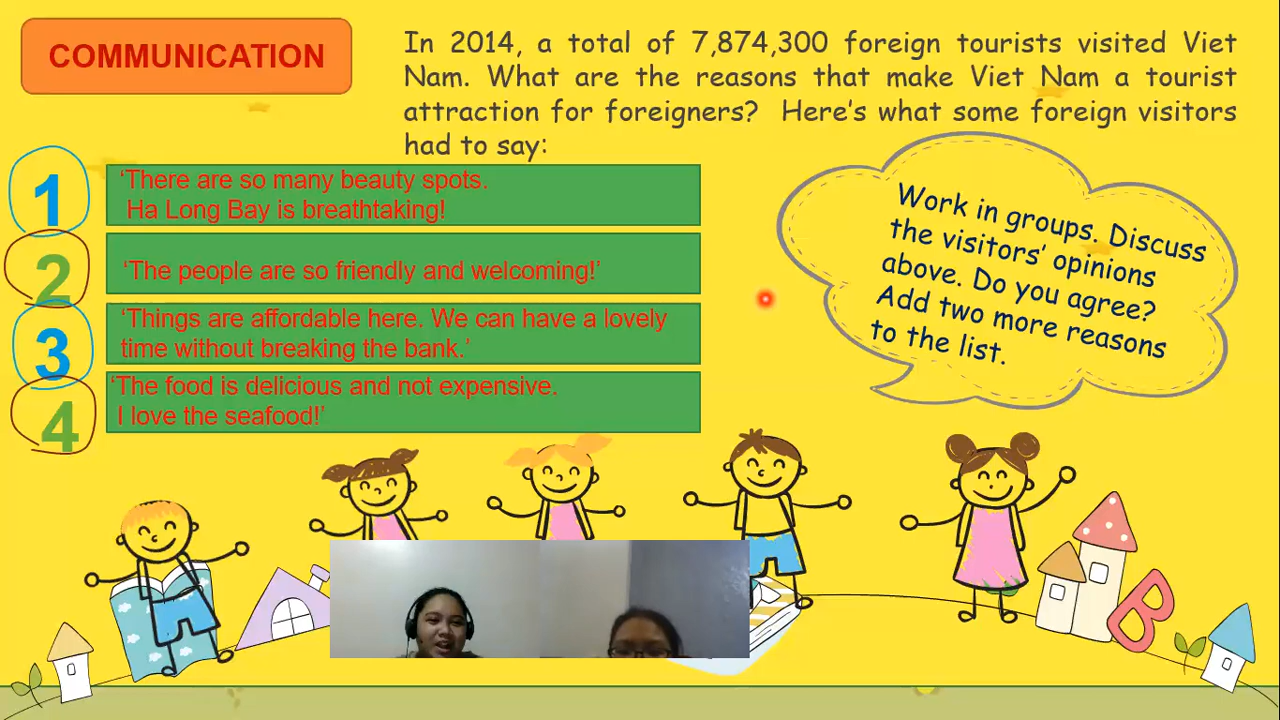 COMMUNICATION
In 2014, a total of 7,874,300 foreign tourists visited Viet
Nam. What are the reasons that make Viet Nam a tourist
attraction for foreigners? Here's what some foreign visitors
had to say:
1
‘There are so many beauty spots.
Ha Long Bay is breathtaking!
2
‘The people are so friendly and welcoming!’
3
‘Things are affordable here. We can have a lovely
time without breaking the bank.’
4
‘The food is delicious and not expensive.
I love the seafood!’
Work in groups. Discuss
the visitors’ opinions
above. Do you agree?
Add two more reasons
to the list.
B